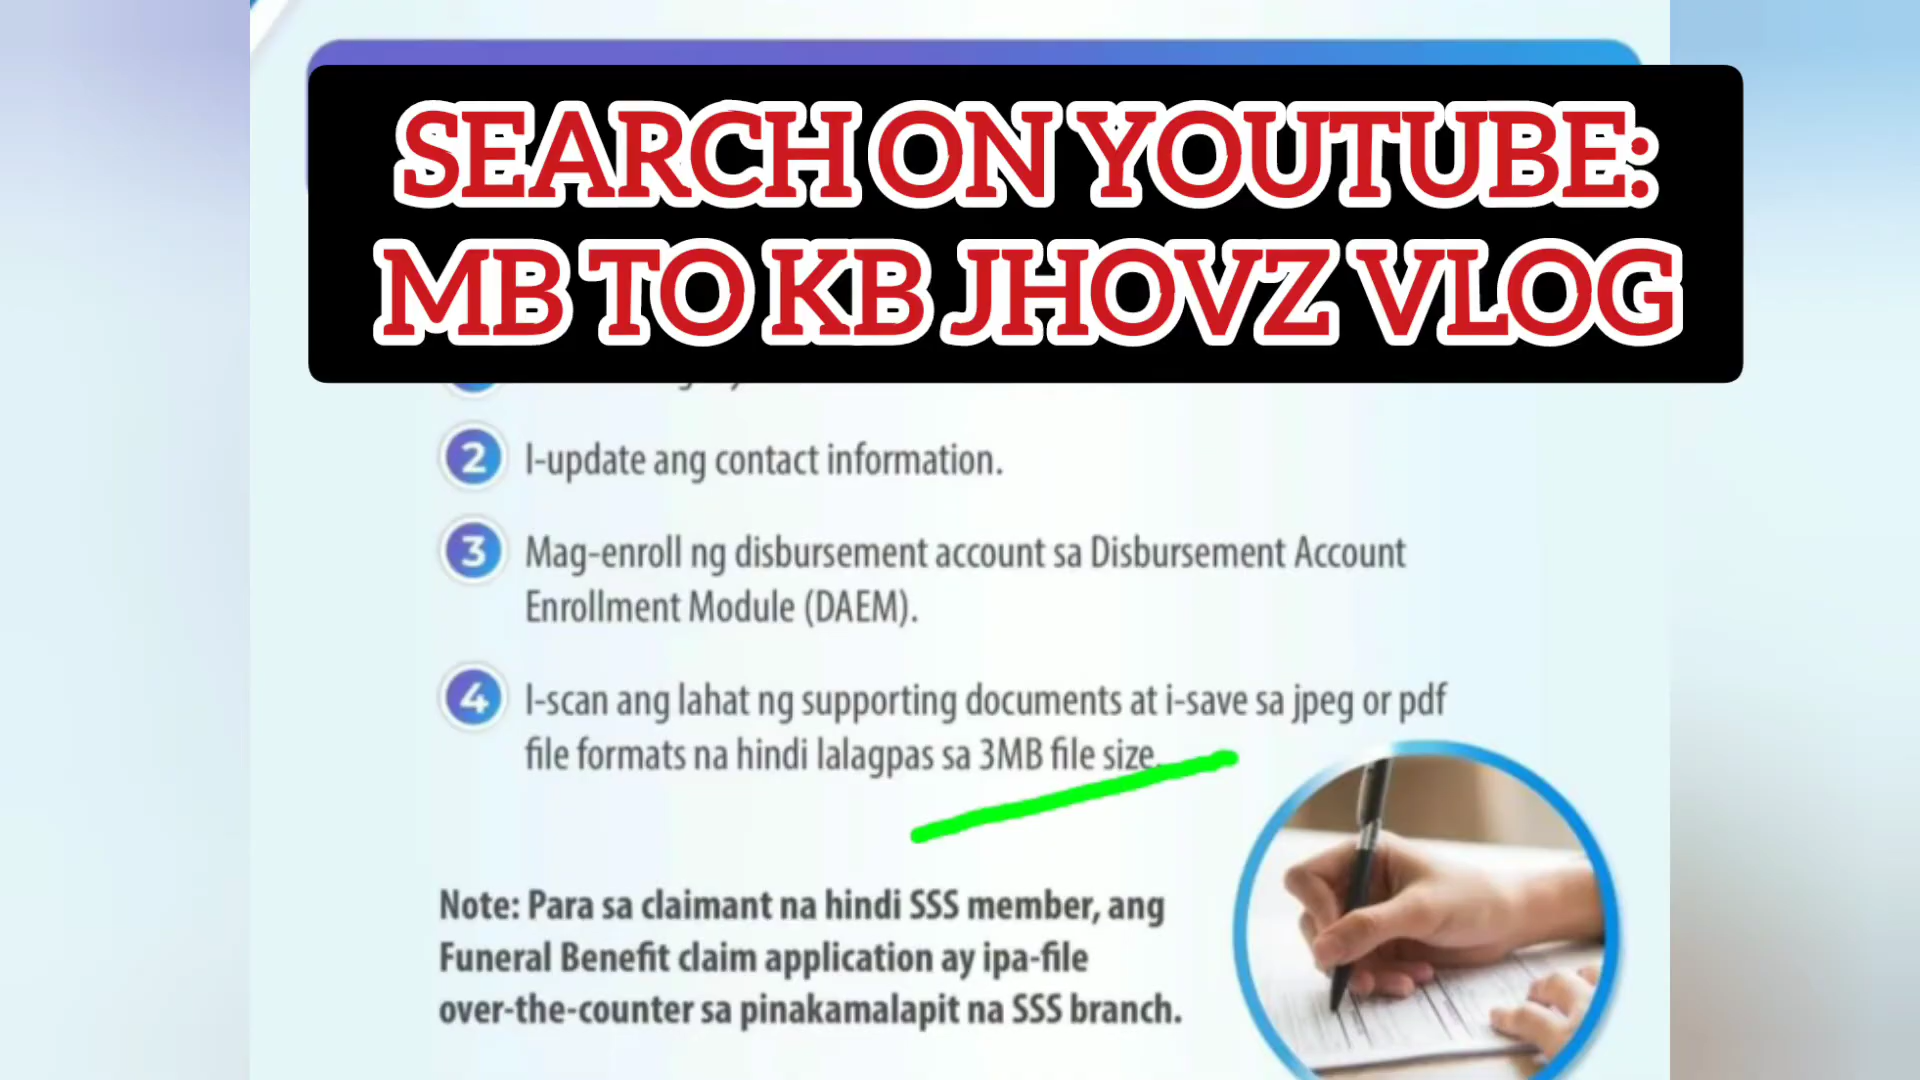 SEARCH ON YOUTUBE:
MB TO KB JHOVZ VLOG
2 I-update ang contact information.
3 Mag-enroll ng disbursement account sa Disbursement Account
Enrollment Module (DAEM).
4 I-scan ang lahat ng supporting documents at i-save sa jpeg or pdf
file formats na hindi lalagpas sa 3MB file size.
Note: Para sa claimant na hindi SSS member, ang
Funeral Benefit claim application ay ipa-file
over-the-counter sa pinakamalapit na SSS branch.